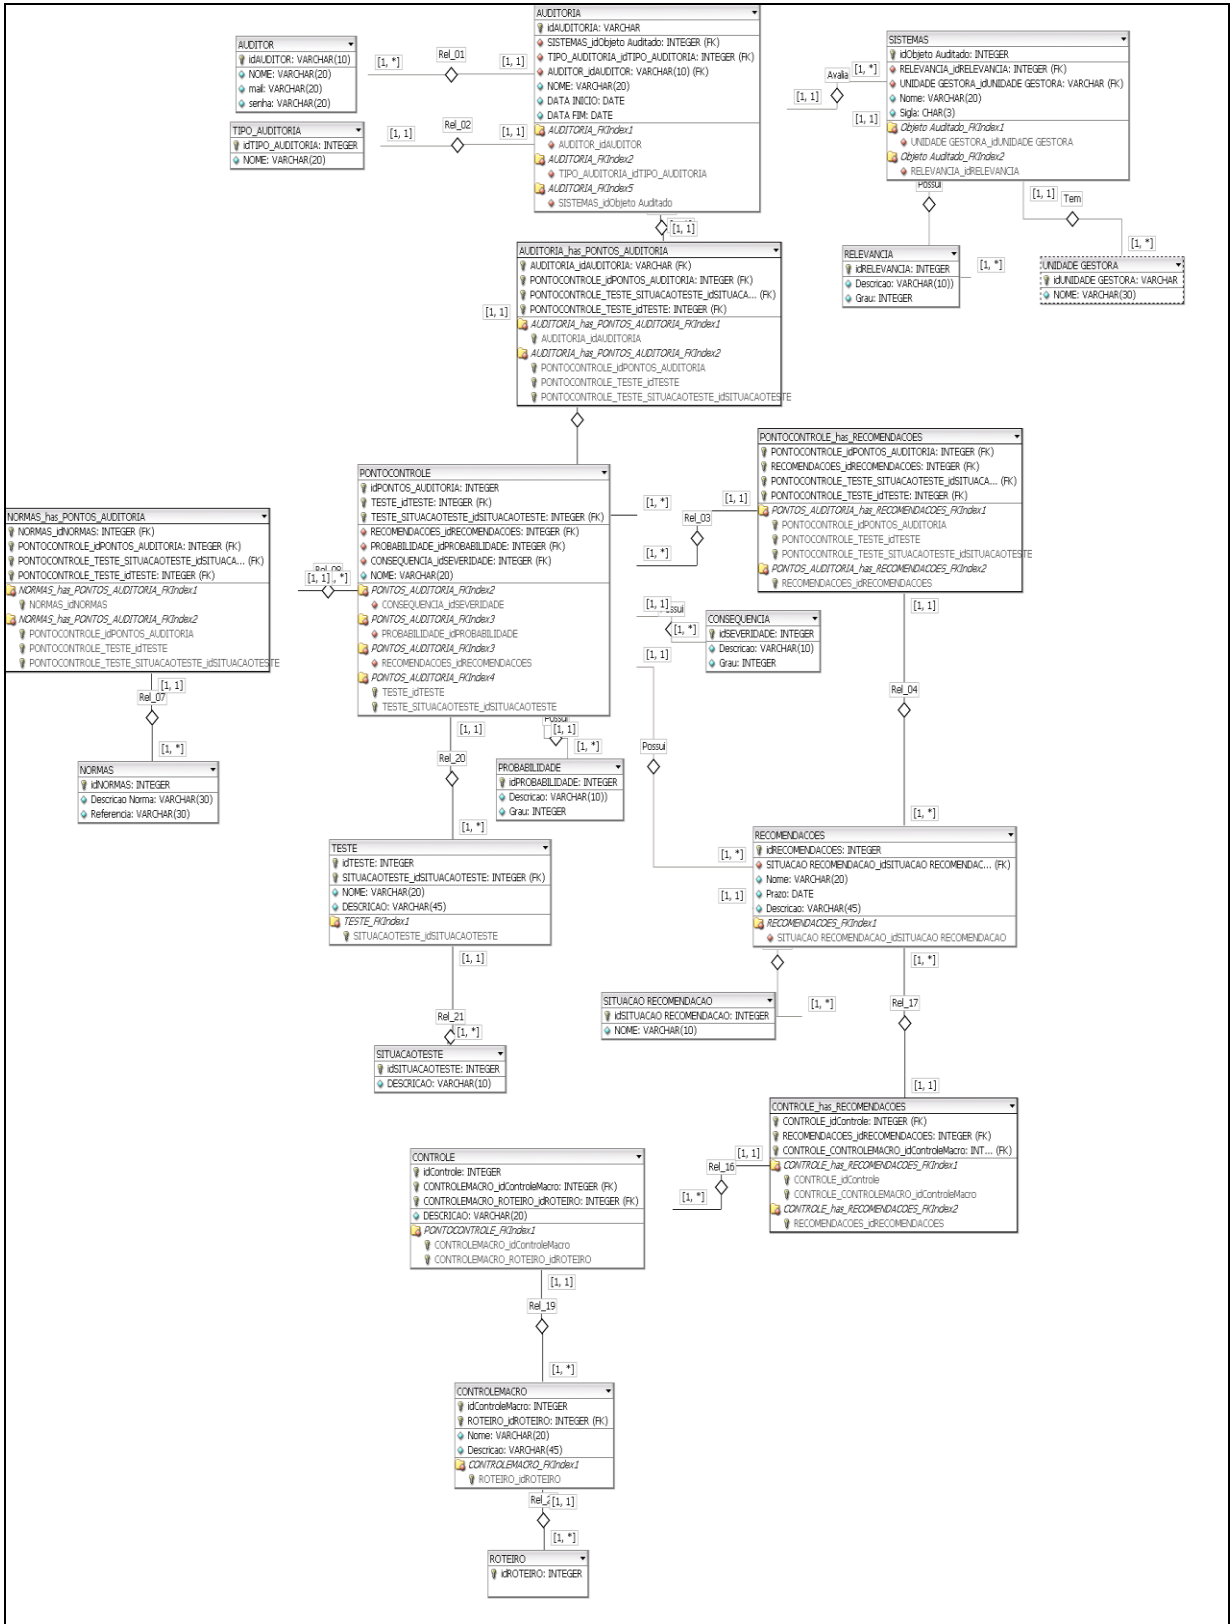 AUDITORIA
idAUDITORIA: VARCHAR
SISTEMAS_idObjeto Auditado: INTEGER (FK)
TIPO_AUDITORIA_idTIPO_AUDITORIA: INTEGER (FK)
AUDITOR_idAUDITOR: VARCHAR(10) (FK)
NOME: VARCHAR(20)
DATA INICIO: DATE
DATA FIM: DATE
AUDITORIA_FKIndex1
AUDITOR_idAUDITOR
AUDITORIA_FKIndex2
TIPO_AUDITORIA_idTIPO_AUDITORIA
AUDITORIA_FKIndex5
SISTEMAS_idObjeto Auditado
AUDITOR
idAUDITOR: VARCHAR(10)
NOME: VARCHAR(20)
mail: VARCHAR(20)
senha: VARCHAR(20)
Rel_01
[1, *]
[1, 1]
TIPO_AUDITORIA
idTIPO_AUDITORIA: INTEGER
NOME: VARCHAR(20)
Rel_02
[1, 1]
[1, 1]
SISTEMAS
idObjeto Auditado: INTEGER
RELEVANCIA_idRELEVANCIA: INTEGER (FK)
UNIDADE GESTORA_idUNIDADE GESTORA: VARCHAR (FK)
Nome: VARCHAR(20)
Sigla: CHAR(3)
Objeto Auditado_FKIndex1
UNIDADE GESTORA_idUNIDADE GESTORA
Objeto Auditado_FKIndex2
RELEVANCIA_idRELEVANCIA
Avalia
[1, *]
[1, 1]
[1, 1]
Possui
[1, 1]
Tem
[1, *]
[1, 1]
RELEVANCIA
idRELEVANCIA: INTEGER
Descricao: VARCHAR(10))
Grau: INTEGER
[1, *]
UNIDADE GESTORA
idUNIDADE GESTORA: VARCHAR
NOME: VARCHAR(30)
AUDITORIA_has_PONTOS_AUDITORIA
AUDITORIA_idAUDITORIA: VARCHAR (FK)
PONTOCONTROLE_idPONTOS_AUDITORIA: INTEGER (FK)
PONTOCONTROLE_TESTE_SITUACAOTESTE_idSITUACA... (FK)
PONTOCONTROLE_TESTE_idTESTE: INTEGER (FK)
AUDITORIA_has_PONTOS_AUDITORIA_FKIndex1
AUDITORIA_idAUDITORIA
AUDITORIA_has_PONTOS_AUDITORIA_FKIndex2
PONTOCONTROLE_idPONTOS_AUDITORIA
PONTOCONTROLE_TESTE_idTESTE
PONTOCONTROLE_TESTE_SITUACAOTESTE_idSITUACAOTESTE
[1, 1]
PONTOCONTROLE
idPONTOS_AUDITORIA: INTEGER
TESTE_idTESTE: INTEGER (FK)
TESTE_SITUACAOTESTE_idSITUACAOTESTE: INTEGER (FK)
RECOMENDACOES_idRECOMENDACOES: INTEGER (FK)
PROBABILIDADE_idPROBABILIDADE: INTEGER (FK)
CONSEQUENCIA_idSEVERIDADE: INTEGER (FK)
NOME: VARCHAR(20)
PONTOS_AUDITORIA_FKIndex2
CONSEQUENCIA_idSEVERIDADE
PONTOS_AUDITORIA_FKIndex3
PROBABILIDADE_idPROBABILIDADE
PONTOS_AUDITORIA_FKIndex3
RECOMENDACOES_idRECOMENDACOES
PONTOS_AUDITORIA_FKIndex4
TESTE_idTESTE
TESTE_SITUACAOTESTE_idSITUACAOTESTE
PONTOCONTROLE_has_RECOMENDACOES
PONTOCONTROLE_idPONTOS_AUDITORIA: INTEGER (FK)
RECOMENDACOES_idRECOMENDACOES: INTEGER (FK)
PONTOCONTROLE_TESTE_SITUACAOTESTE_idSITUACA... (FK)
PONTOCONTROLE_TESTE_idTESTE: INTEGER (FK)
PONTOS_AUDITORIA_has_RECOMENDACOES_FKIndex1
PONTOCONTROLE_idPONTOS_AUDITORIA
PONTOCONTROLE_TESTE_idTESTE
PONTOCONTROLE_TESTE_SITUACAOTESTE_idSITUACAOTESTE
PONTOS_AUDITORIA_has_RECOMENDACOES_FKIndex2
RECOMENDACOES_idRECOMENDACOES
[1, *]
[1, 1]
Rel_03
[1, *]
NORMAS_has_PONTOS_AUDITORIA
NORMAS_idNORMAS: INTEGER (FK)
PONTOCONTROLE_idPONTOS_AUDITORIA: INTEGER (FK)
PONTOCONTROLE_TESTE_SITUACAOTESTE_idSITUACA... (FK)
PONTOCONTROLE_TESTE_idTESTE: INTEGER (FK)
NORMAS_has_PONTOS_AUDITORIA_FKIndex1
NORMAS_idNORMAS
NORMAS_has_PONTOS_AUDITORIA_FKIndex2
PONTOCONTROLE_idPONTOS_AUDITORIA
PONTOCONTROLE_TESTE_idTESTE
PONTOCONTROLE_TESTE_SITUACAOTESTE_idSITUACAOTESTE
[1, 1]
[1, 1]
Possui
[1, *]
[1, 1]
CONSEQUENCIA
idSEVERIDADE: INTEGER
Descricao: VARCHAR(10)
Grau: INTEGER
[1, 1]
Rel_04
[1, *]
[1, 1]
Rel_07
[1, *]
NORMAS
idNORMAS: INTEGER
Descricao Norma: VARCHAR(30)
Referencia: VARCHAR(30)
[1, 1]
Rel_20
[1, *]
Possui
[1, 1]
[1, *]
PROBABILIDADE
idPROBABILIDADE: INTEGER
Descricao: VARCHAR(10))
Grau: INTEGER
Possui
[1, *]
[1, 1]
RECOMENDACOES
idRECOMENDACOES: INTEGER
SITUACAO RECOMENDACAO_idSITUACAO RECOMENDAC... (FK)
Nome: VARCHAR(20)
Prazo: DATE
Descricao: VARCHAR(45)
RECOMENDACOES_FKIndex1
SITUACAO RECOMENDACAO_idSITUACAO RECOMENDACAO
TESTE
idTESTE: INTEGER
SITUACAOTESTE_idSITUACAOTESTE: INTEGER (FK)
NOME: VARCHAR(20)
DESCRICAO: VARCHAR(45)
TESTE_FKIndex1
SITUACAOTESTE_idSITUACAOTESTE
[1, 1]
Rel_21
[1, *]
SITUACAOTESTE
idSITUACAOTESTE: INTEGER
DESCRICAO: VARCHAR(10)
SITUACAO RECOMENDACAO
idSITUACAO RECOMENDACAO: INTEGER
NOME: VARCHAR(10)
[1, *]
[1, *]
Rel_17
[1, 1]
CONTROLE_has_RECOMENDACOES
CONTROLE_idControle: INTEGER (FK)
RECOMENDACOES_idRECOMENDACOES: INTEGER (FK)
CONTROLE_CONTROLEMACRO_idControleMacro: INT... (FK)
CONTROLE_has_RECOMENDACOES_FKIndex1
CONTROLE_idControle
CONTROLE_CONTROLEMACRO_idControleMacro
CONTROLE_has_RECOMENDACOES_FKIndex2
RECOMENDACOES_idRECOMENDACOES
[1, 1]
Rel_16
[1, *]
CONTROLE
idControle: INTEGER
CONTROLEMACRO_idControleMacro: INTEGER (FK)
CONTROLEMACRO_ROTEIRO_idROTEIRO: INTEGER (FK)
DESCRICAO: VARCHAR(20)
PONTOCONTROLE_FKIndex1
CONTROLEMACRO_idControleMacro
CONTROLEMACRO_ROTEIRO_idROTEIRO
[1, 1]
Rel_19
[1, *]
CONTROLEMACRO
idControleMacro: INTEGER
ROTEIRO_idROTEIRO: INTEGER (FK)
Nome: VARCHAR(20)
Descricao: VARCHAR(45)
CONTROLEMACRO_FKIndex1
ROTEIRO_idROTEIRO
[1, 1]
[1, *]
ROTEIRO
idROTEIRO: INTEGER